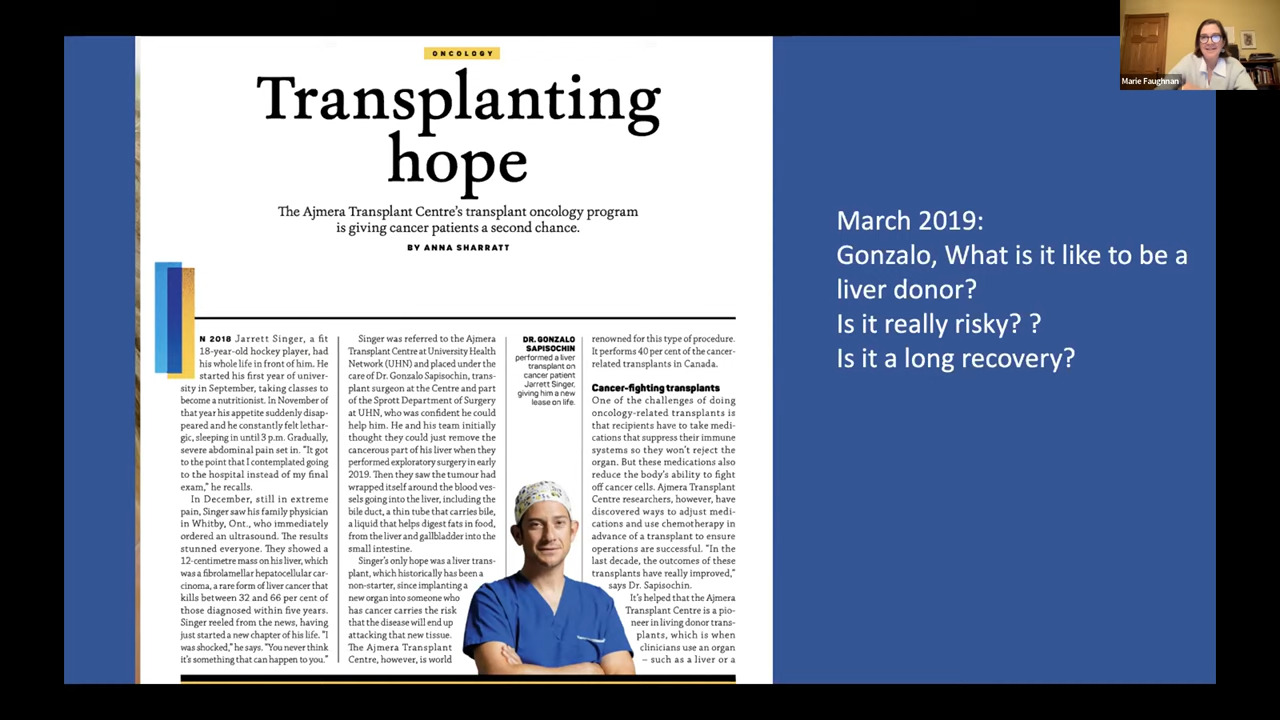 ONCOLOGY
Transplanting
hope
The Ajmera Transplant Centre's transplant oncology program
is giving cancer patients a second chance.
BY ANNA SHARRATT
N 2018 Jarrett Singer, a fit
18-year-old hockey player, had
his whole life in front of him. He
started his first year of univer-
sity in September, taking classes to
become a nutritionist. In November of
that year his appetite suddenly disap-
peared and he constantly felt lethar-
gic, sleeping in until 3 p.m. Gradually,
severe abdominal pain set in. "It got
to the point that I contemplated going
to the hospital instead of my final
exam," he recalls.
In December, still in extreme
pain, Singer saw his family physician
in Whitby, Ont., who immediately
ordered an ultrasound. The results
stunned everyone. They showed a
12-centimetre mass on his liver, which
was a fibrolamellar hepatocellular car-
cinoma, a rare form of liver cancer that
kills between 32 and 66 per cent of
those diagnosed within five years.
Singer reeled from the news, having
just started a new chapter of his life. "I
was shocked," he says. "You never think
it's something that can happen to you."
Singer was referred to the Ajmera
Transplant Centre at University Health
Network (UHN) and placed under the
care of Dr. Gonzalo Sapisochin, trans-
plant surgeon at the Centre and part
of the Sprott Department of Surgery
at UHN, who was confident he could
help him. He and his team initially
thought they could just remove the
cancerous part of his liver when they
performed exploratory surgery in early
2019. Then they saw the tumour had
wrapped itself around the blood ves-
sels going into the liver, including the
bile duct, a thin tube that carries bile,
a liquid that helps digest fats in food,
from the liver and gallbladder into the
small intestine.
Singer's only hope was a liver trans-
plant, which historically has been a
non-starter, since implanting a
new organ into someone who
has cancer carries the risk
that the disease will end up
attacking that new tissue.
The Ajmera Transplant
Centre, however, is world
DR. GONZALO
SAPISOCHIN
performed a liver
transplant on
cancer patient
Jarrett Singer,
giving him a new
lease on life.
renowned for this type of procedure.
It performs 40 per cent of the cancer-
related transplants in Canada.
Cancer-fighting transplants
One of the challenges of doing
oncology-related transplants is
that recipients have to take medi-
cations that suppress their immune
systems so they won't reject the
organ. But these medications also
reduce the body's ability to fight
off cancer cells. Ajmera Transplant
Centre researchers, however, have
discovered ways to adjust medi-
cations and use chemotherapy in
advance of a transplant to ensure
operations are successful. "In the
last decade, the outcomes of these
transplants have really improved,"
says Dr. Sapisochin.
It's helped that the Ajmera
Transplant Centre is a pio-
neer in living donor trans-
plants, which is when
clinicians use an organ
– such as a liver or a
March 2019:
Gonzalo, What is it like to be a
liver donor?
Is it really risky? ?
Is it a long recovery?
Marie Faughnan